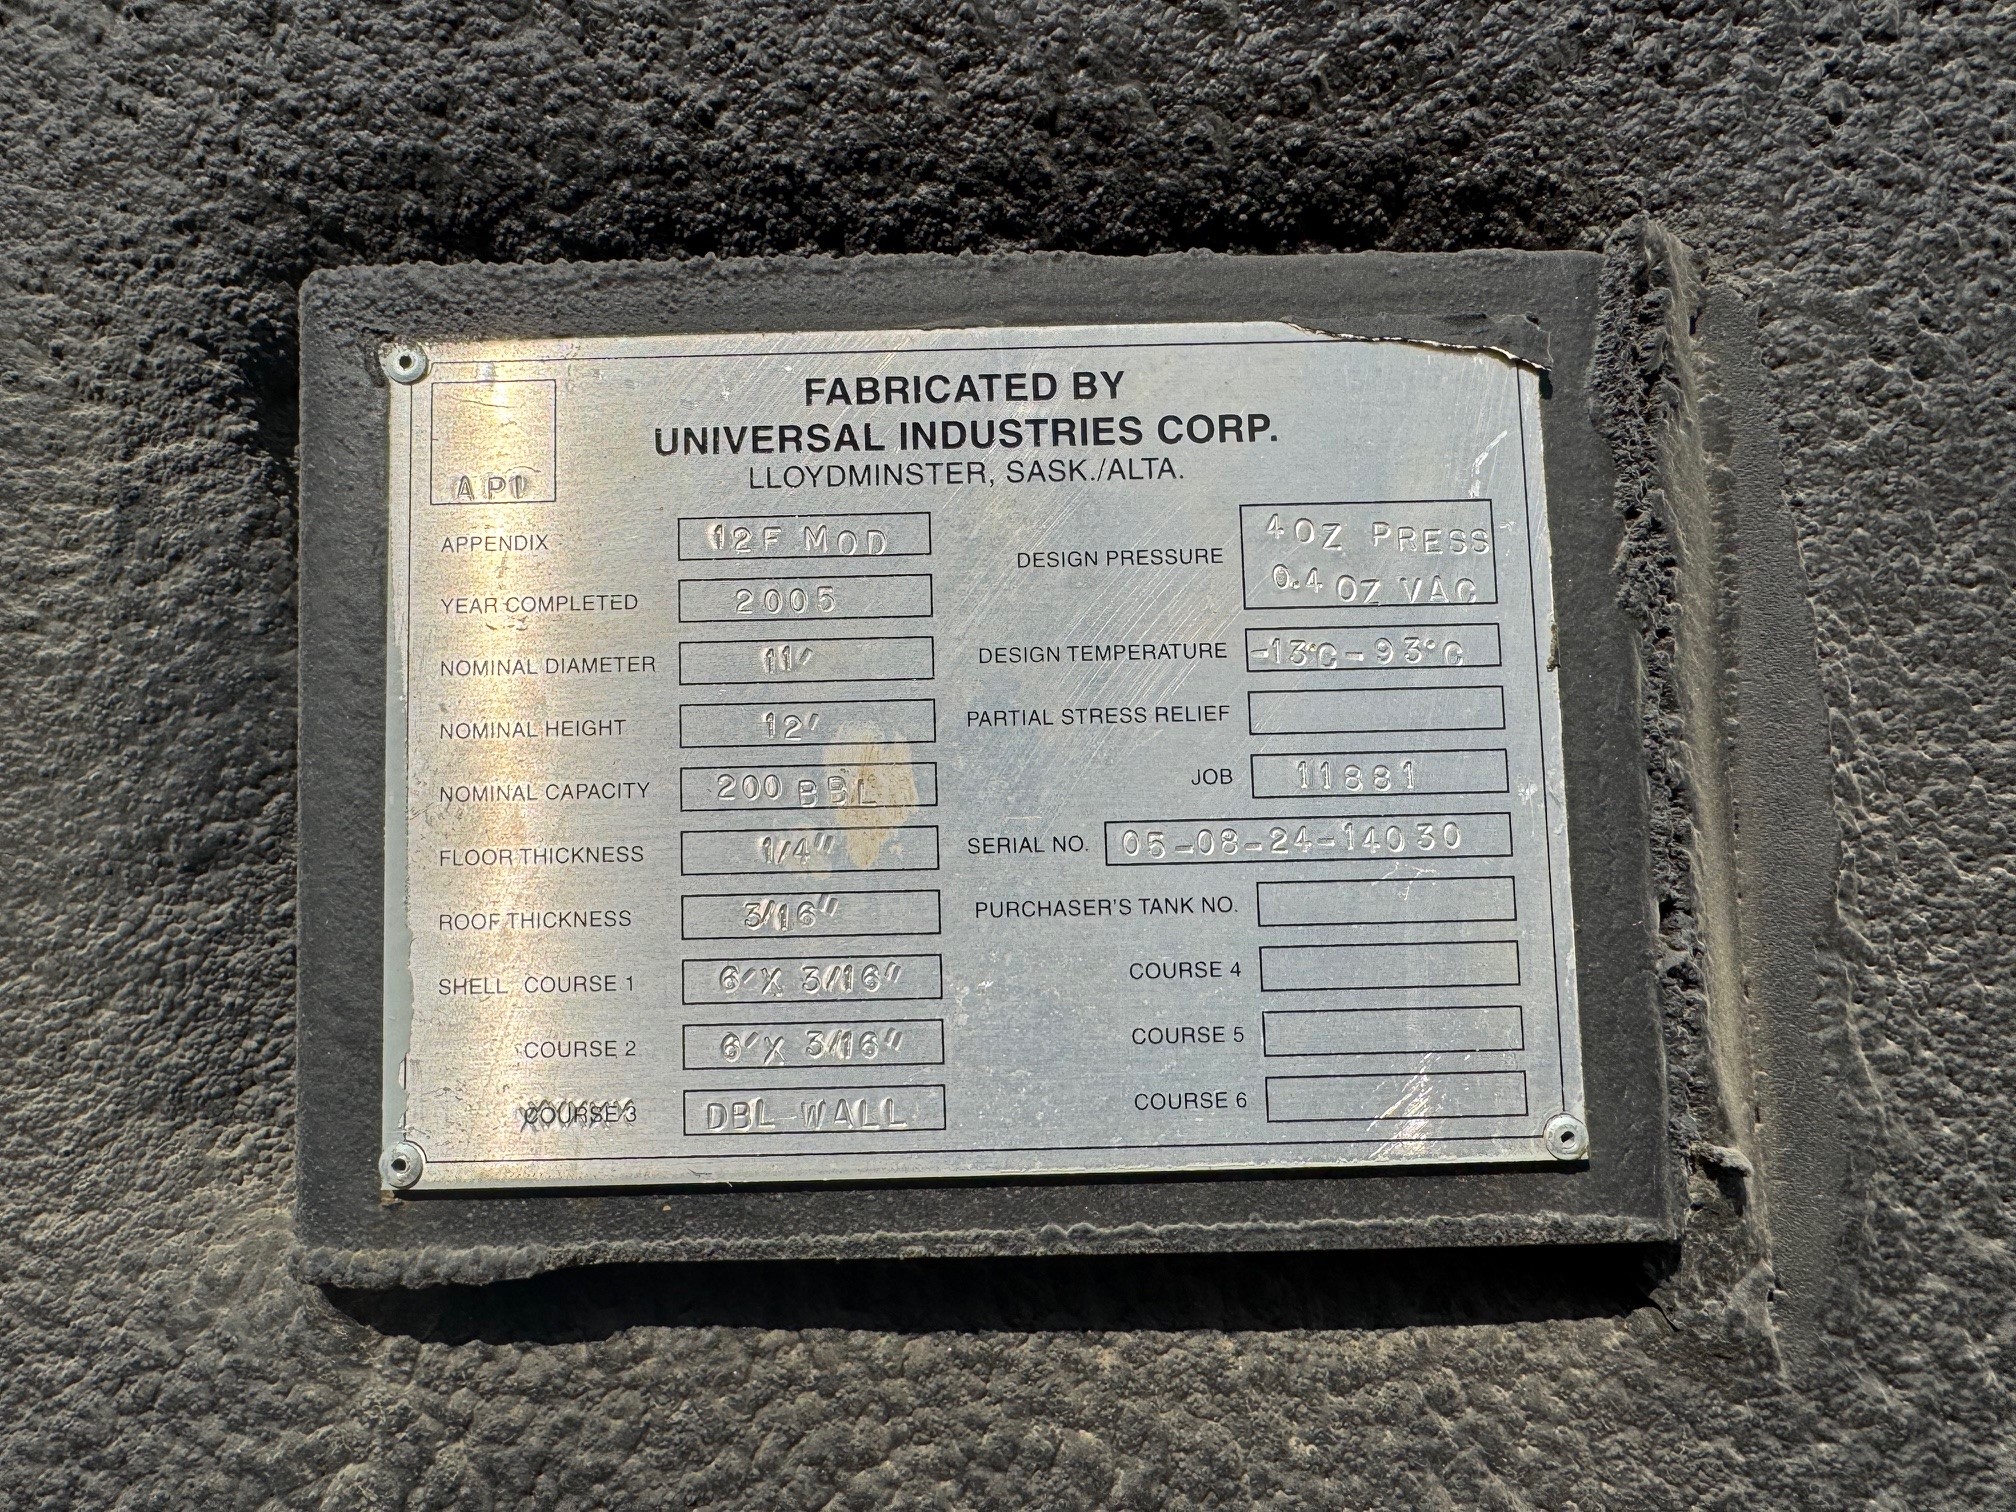 FABRICATED BY
UNIVERSAL INDUSTRIES CORP.
LLOYDMINSTER, SASK./ALTA.
API
APPENDIX 12F MOD
YEAR COMPLETED 2005
NOMINAL DIAMETER 11'
NOMINAL HEIGHT 12'
NOMINAL CAPACITY 200 BBL
FLOOR THICKNESS 1/4"
ROOF THICKNESS 3/16"
SHELL COURSE 1 6'X 3/16"
COURSE 2 6'X 3/16"
COURSE 3 DBL WALL
DESIGN PRESSURE 4OZ PRESS
0.4 OZ VAC
DESIGN TEMPERATURE -13°C-93°C
PARTIAL STRESS RELIEF
JOB 11881
SERIAL NO. 05-08-24-14030
PURCHASER'S TANK NO.
COURSE 4
COURSE 5
COURSE 6